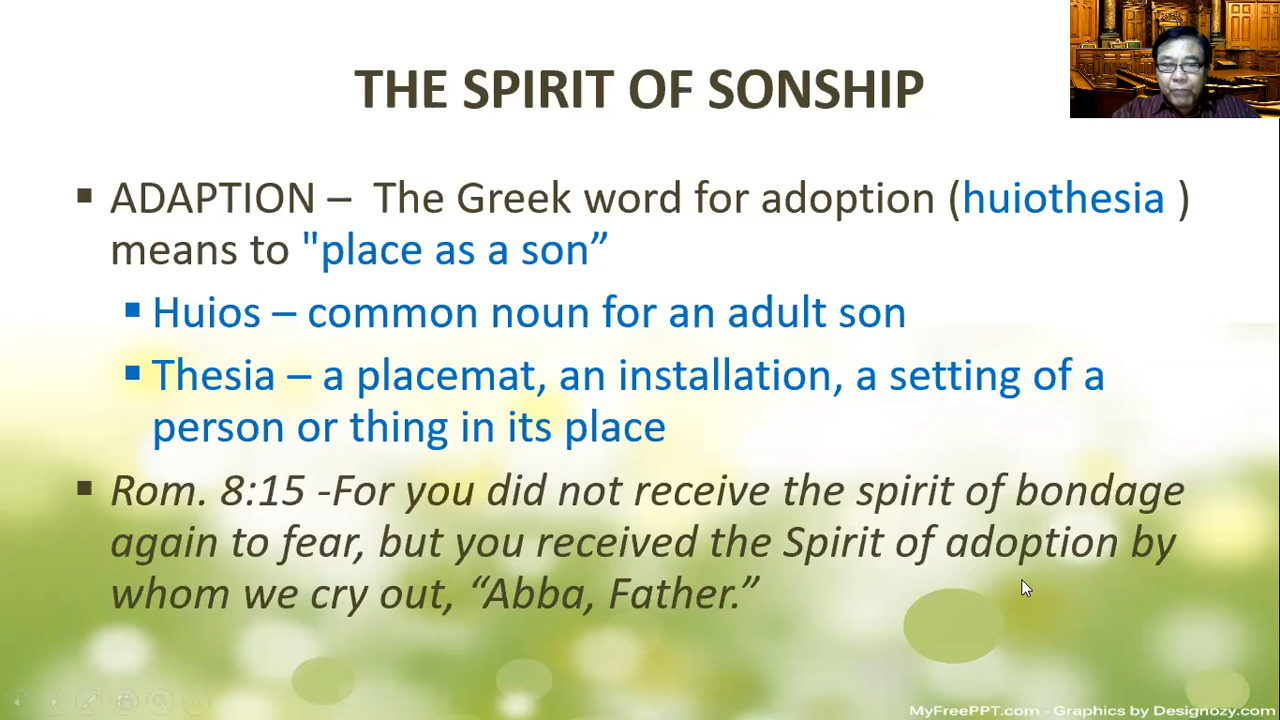 THE SPIRIT OF SONSHIP
▪ ADAPTION – The Greek word for adoption (huiothesia )
means to "place as a son”
▪ Huios – common noun for an adult son
▪ Thesia – a placemat, an installation, a setting of a
person or thing in its place
▪ Rom. 8:15 -For you did not receive the spirit of bondage
again to fear, but you received the Spirit of adoption by
whom we cry out, “Abba, Father.”
MyFreePPT.com - Graphics by Designozy.com